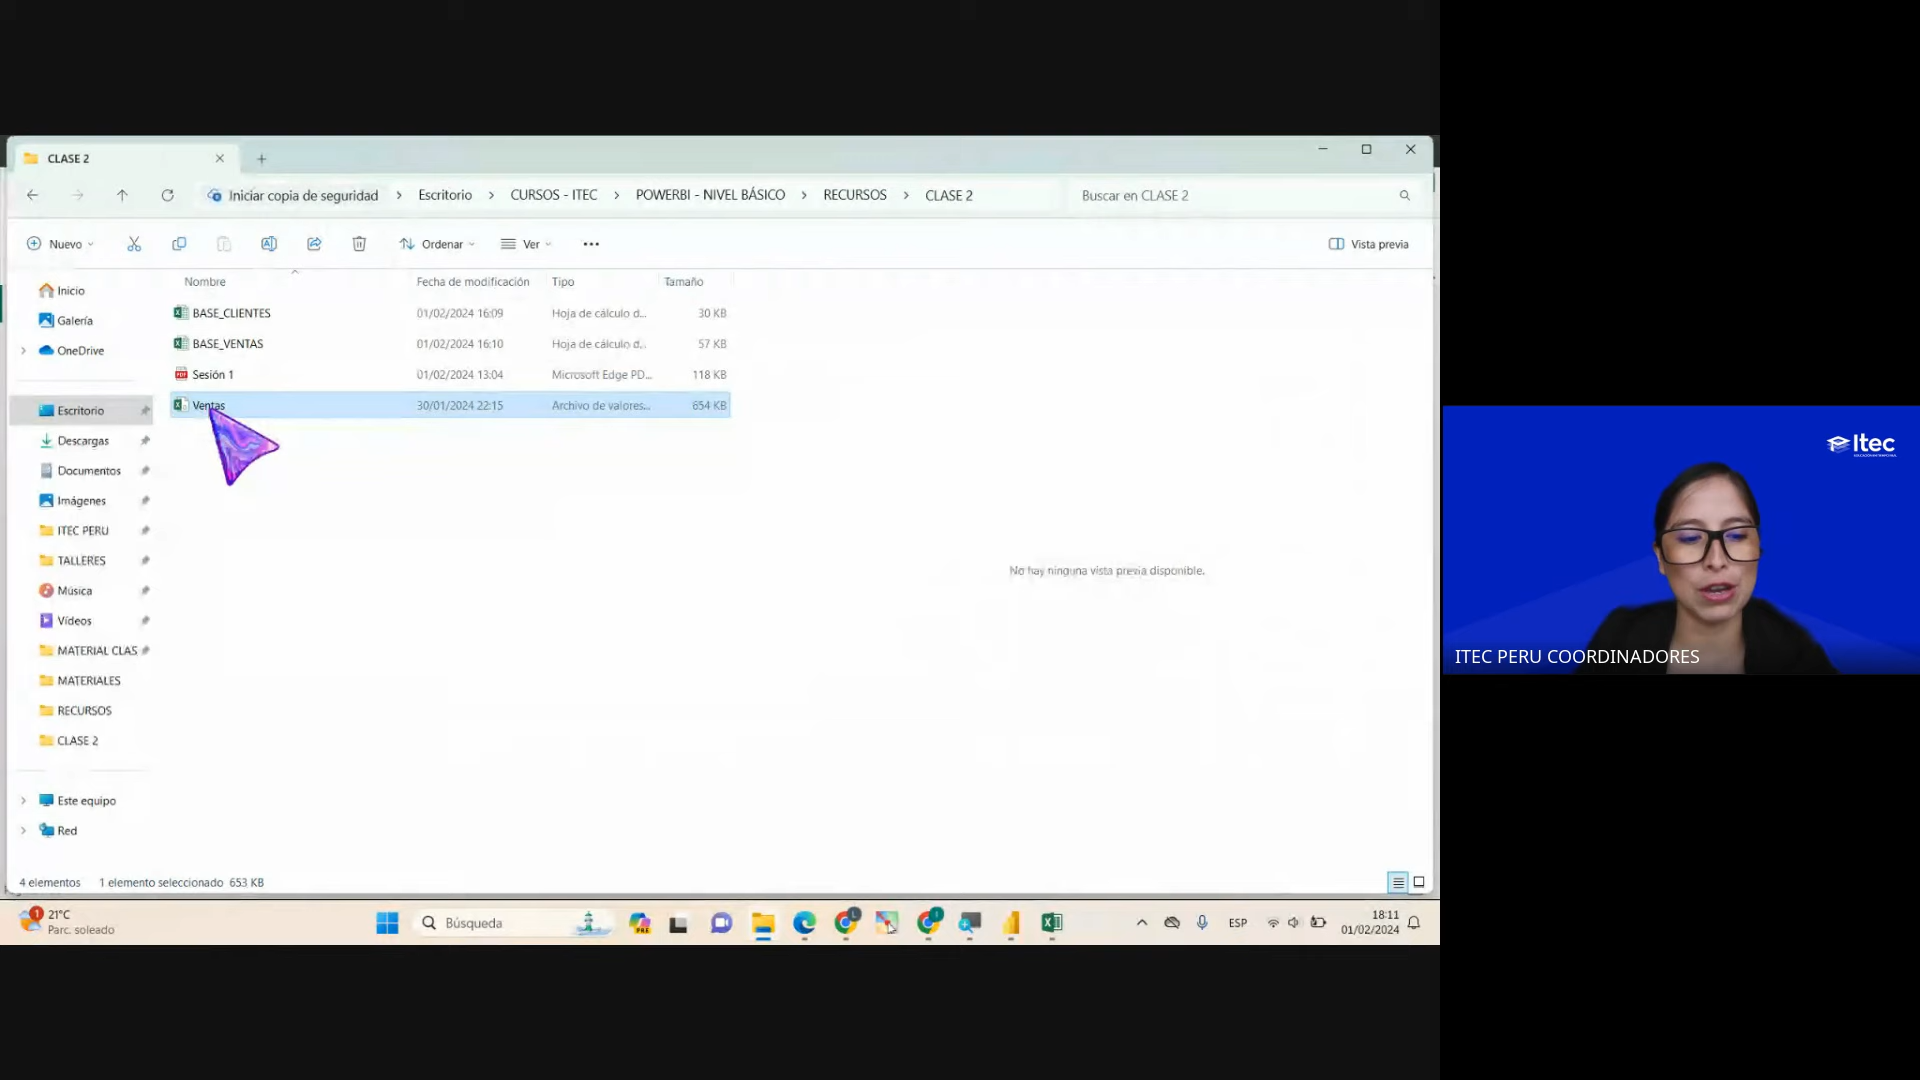 CLASE 2
Iniciar copia de seguridad > Escritorio > CURSOS - ITEC > POWERBI - NIVEL BÁSICO > RECURSOS > CLASE 2
Buscar en CLASE 2
Nuevo
Ordenar
Ver
Vista previa
Nombre Fecha de modificación Tipo Tamaño
BASE_CLIENTES 01/02/2024 16:09 Hoja de cálculo d... 30 KB
BASE_VENTAS 01/02/2024 16:10 Hoja de cálculo d... 57 KB
Sesión 1 01/02/2024 13:04 Microsoft Edge PD... 118 KB
Ventas 30/01/2024 22:15 Archivo de valores... 654 KB
Inicio
Galería
OneDrive
Escritorio
Descargas
Documentos
Imágenes
ITEC PERU
TALLERES
Música
Vídeos
MATERIAL CLAS
MATERIALES
RECURSOS
CLASE 2
Este equipo
Red
No hay ninguna vista previa disponible.
4 elementos 1 elemento seleccionado 653 KB
21°C
Parc. soleado
Búsqueda
ESP
18:11
01/02/2024
Itec
ITEC PERU COORDINADORES